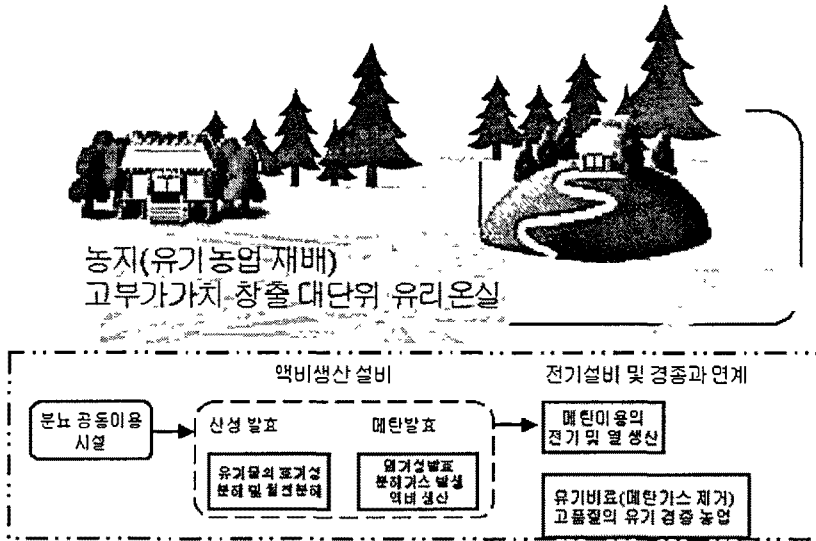 농지(유기농업 재배)
고부가가치 창출 대단위 유리온실
액비생산 설비
전기설비 및 경종과 연계
분뇨 공동이용
시설
산성 발효
메탄발효
유기물의 호기성
분해 및 혐기성분해
혐기성발효
분해가스 발생
액비 생산
메탄이용의
전기 및 열 생산
유기비료(메탄가스 제거)
고품질의 유기 경종 농업